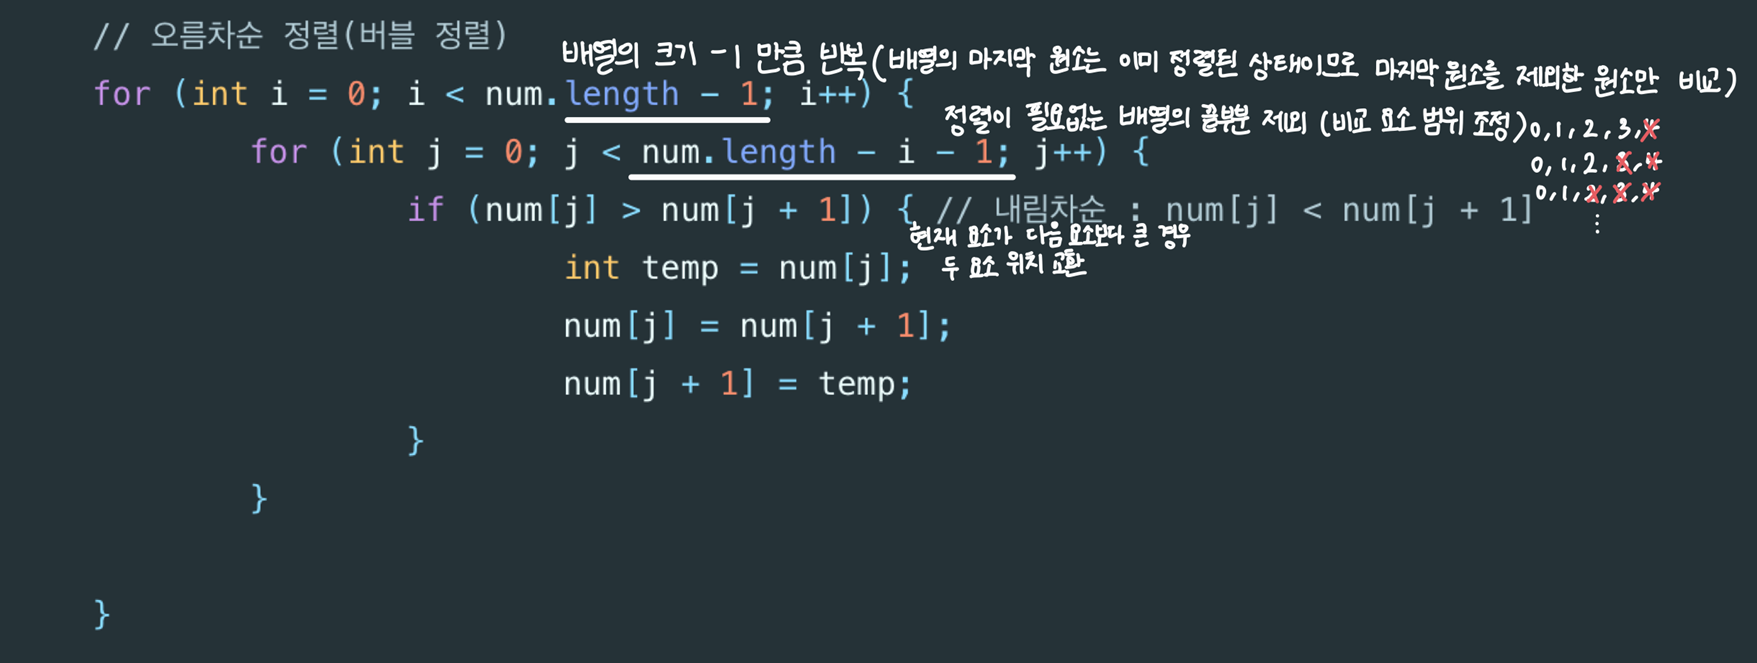 // 오름차순 정렬(버블 정렬)
배열의 크기 -1 만큼 반복(배열의 마지막 원소는 이미 정렬된 상태이므로 마지막 원소를 제외한 원소만 비교)
for (int i = 0; i < num.length - 1; i++) {
정렬이 필요없는 배열의 끝부분 제외 (비교 요소 범위 조정) 0, 1, 2, 3, 4
for (int j = 0; j < num.length - i - 1; j++) {
0, 1, 2, 3, 4
0, 1, 2, 3, 4
⋮
if (num[j] > num[j + 1]) { // 내림차순 : num[j] < num[j + 1]
현재 요소가 다음 요소보다 큰 경우
두 요소 위치 교환
int temp = num[j];
num[j] = num[j + 1];
num[j + 1] = temp;
}
}
}